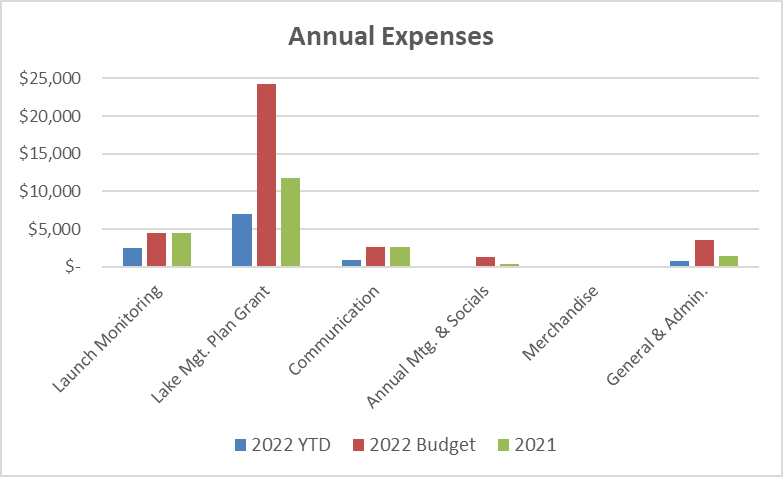 Annual Expenses
$25,000
$20,000
$15,000
$10,000
$5,000
$-
Launch Monitoring
Lake Mgt. Plan Grant
Communication
Annual Mtg. & Socials
Merchandise
General & Admin.
2022 YTD 2022 Budget 2021